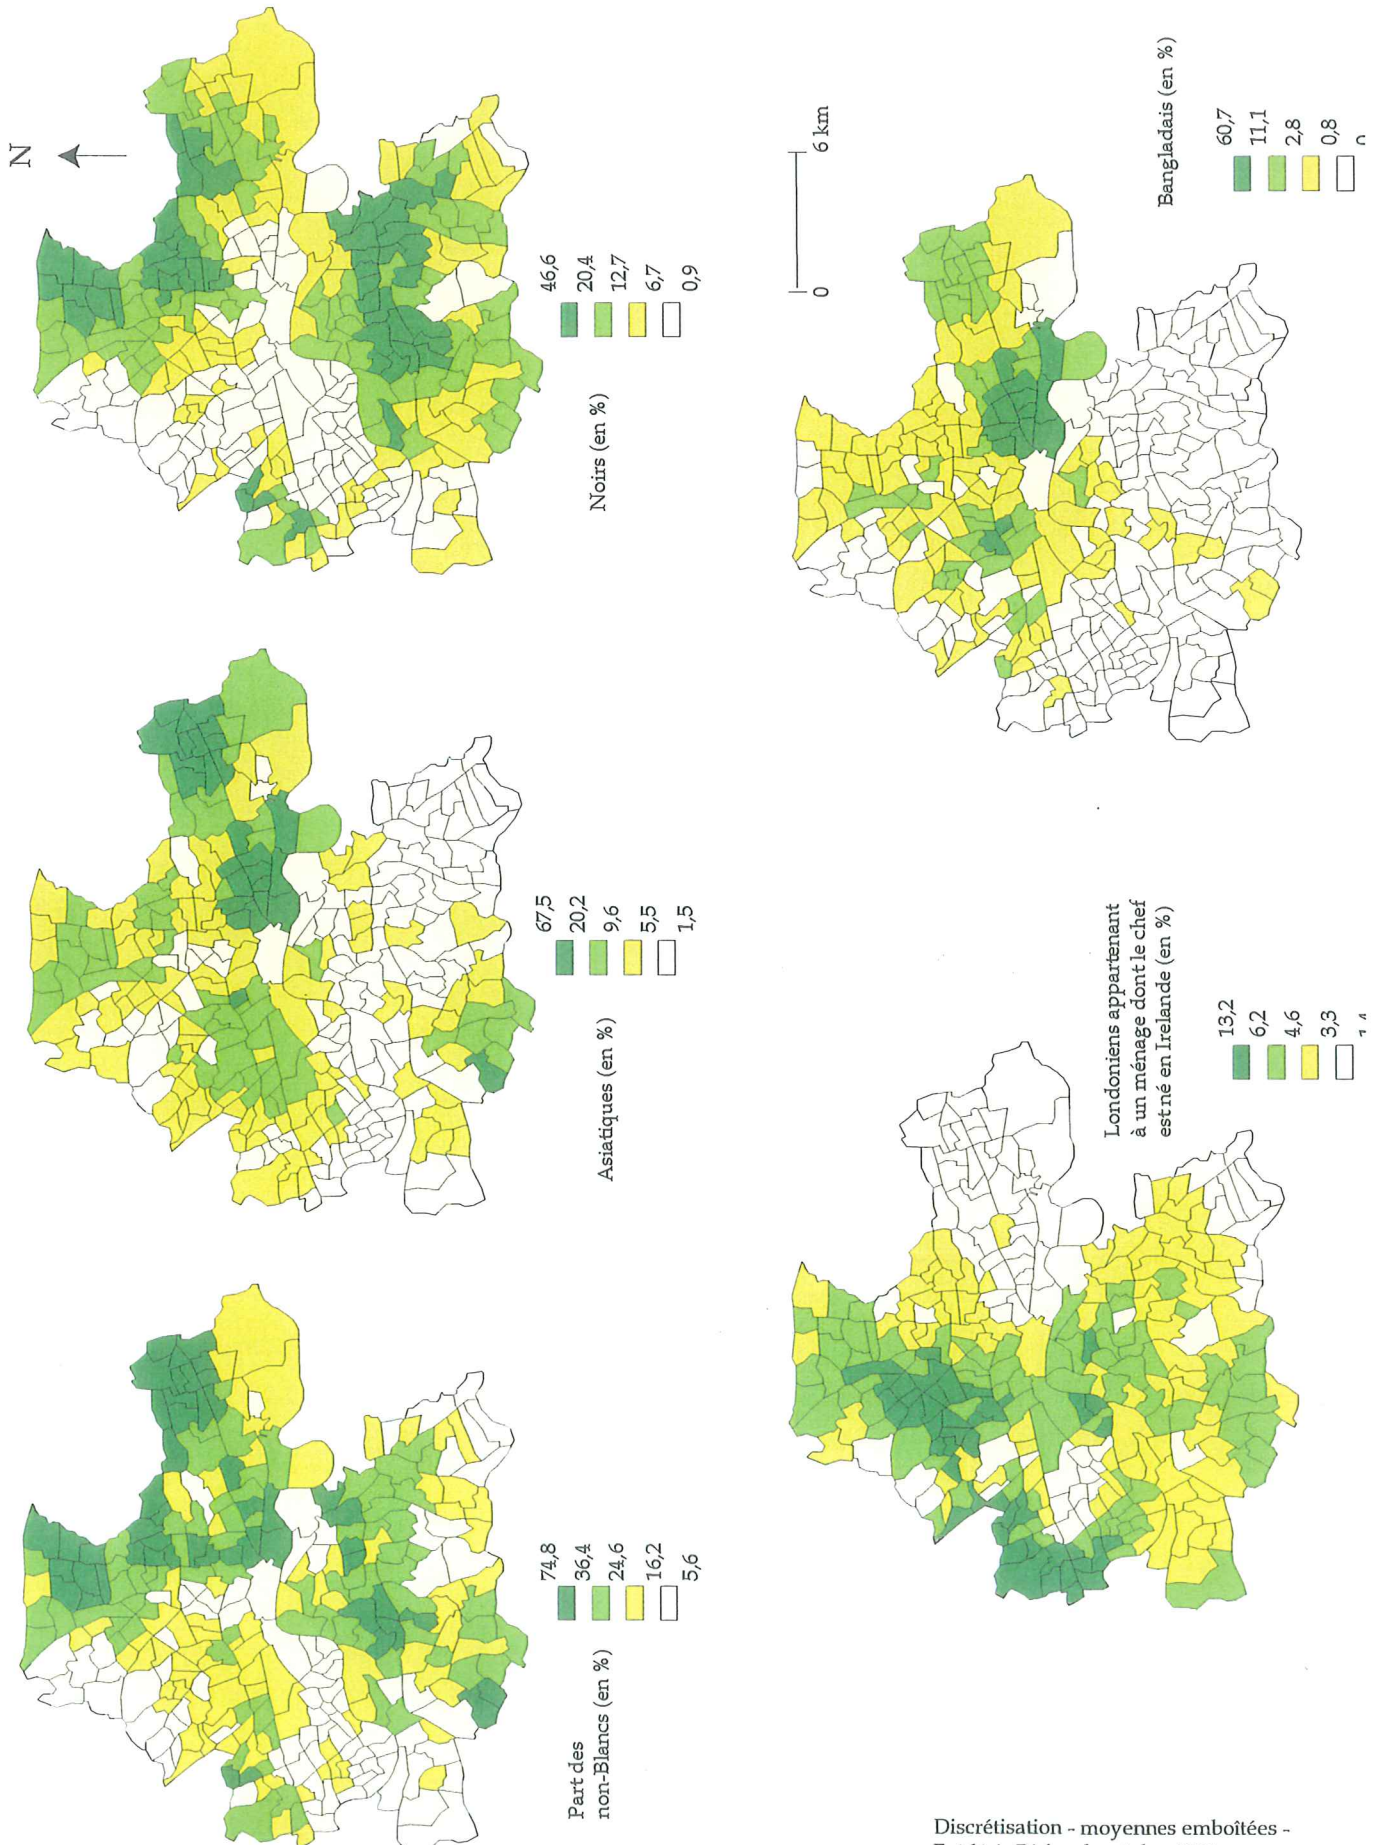 N
Part des
non-Blancs (en %)
74,8
36,4
24,6
16,2
5,6
Asiatiques (en %)
67,5
20,2
9,6
5,5
1,5
Noirs (en %)
46,6
20,4
12,7
6,7
0,9
Londoniens appartenant
à un ménage dont le chef
est né en Irelande (en %)
13,2
6,2
4,6
3,3
0
6 km
Bangladais (en %)
60,7
11,1
2,8
0,8
Discrétisation - moyennes emboîtées -